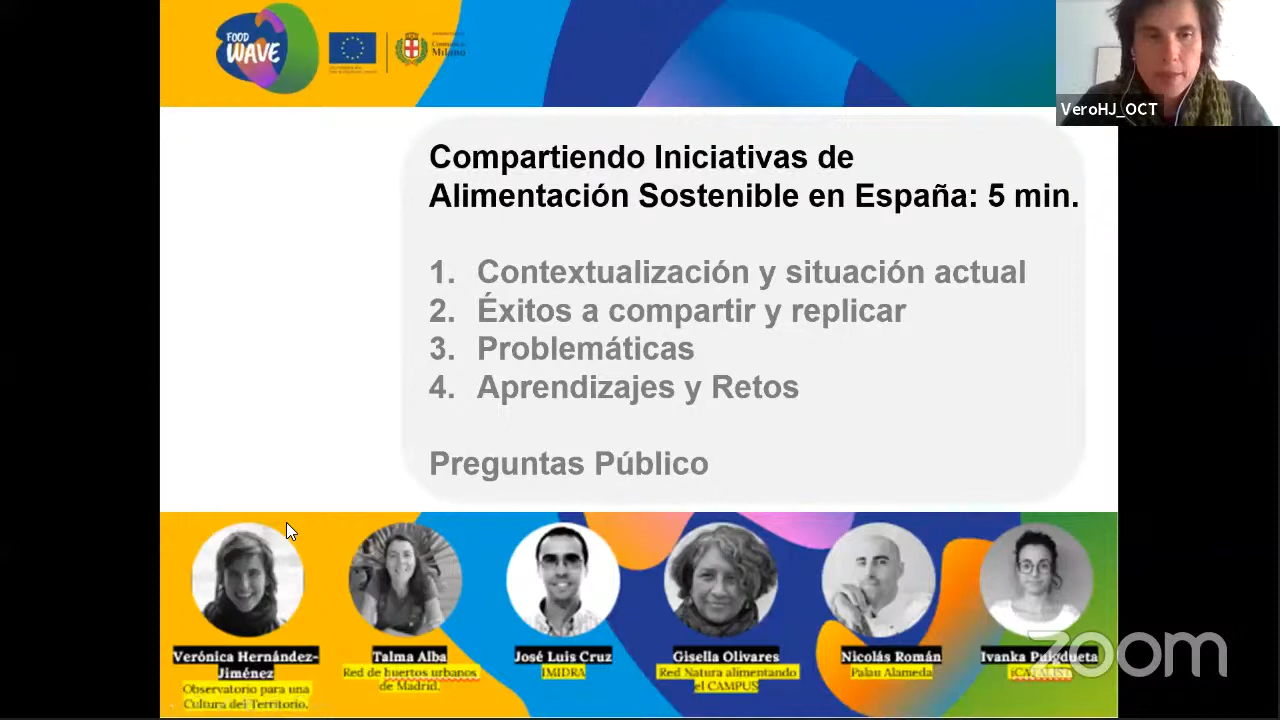 FOOD
WAVE
Comune di
Milano
VeroHJ_OCT
Compartiendo Iniciativas de
Alimentación Sostenible en España: 5 min.
1. Contextualización y situación actual
2. Éxitos a compartir y replicar
3. Problemáticas
4. Aprendizajes y Retos
Preguntas Público
Verónica Hernández-
Jiménez
Observatorio para una
Cultura del Territorio.
Talma Alba
Red de huertos urbanos
de Madrid.
José Luis Cruz
IMIDRA
Gisella Olivares
Red Natura alimentando
el CAMPUS
Nicolás Román
Palau Alameda
Ivanka Puigdueta
zoom